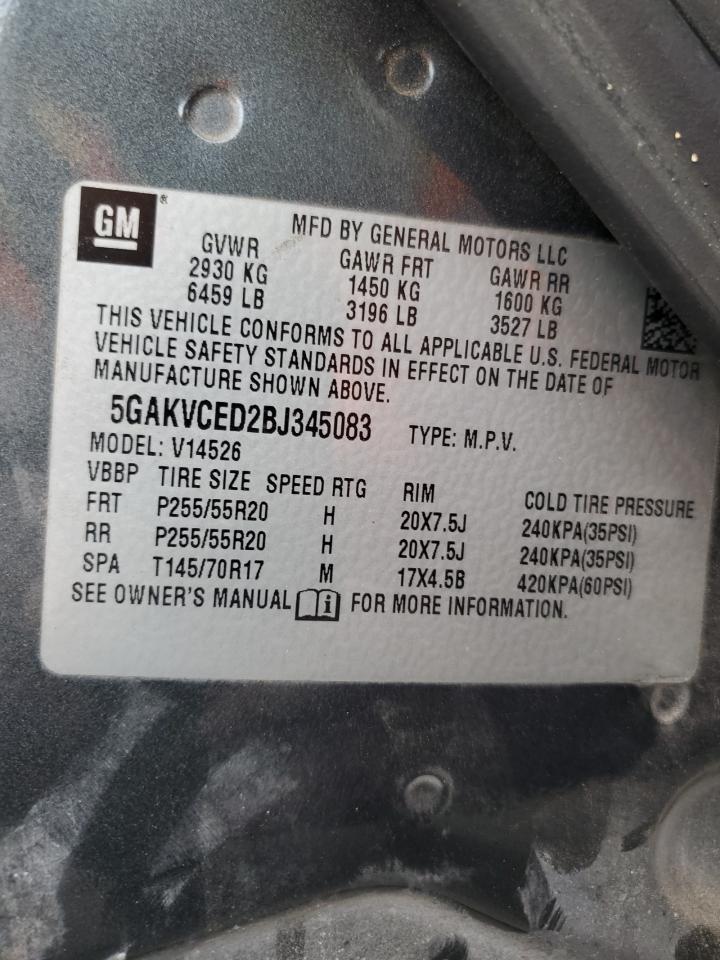 GM ®
MFD BY GENERAL MOTORS LLC
GVWR GAWR FRT GAWR RR
2930 KG 1450 KG 1600 KG
6459 LB 3196 LB 3527 LB
THIS VEHICLE CONFORMS TO ALL APPLICABLE U.S. FEDERAL MOTOR
VEHICLE SAFETY STANDARDS IN EFFECT ON THE DATE OF
MANUFACTURE SHOWN ABOVE.
5GAKVCED2BJ345083 TYPE: M.P.V.
MODEL: V14526
VBBP TIRE SIZE SPEED RTG RIM COLD TIRE PRESSURE
FRT P255/55R20 H 20X7.5J 240KPA(35PSI)
RR P255/55R20 H 20X7.5J 240KPA(35PSI)
SPA T145/70R17 M 17X4.5B 420KPA(60PSI)
SEE OWNER'S MANUAL i FOR MORE INFORMATION.